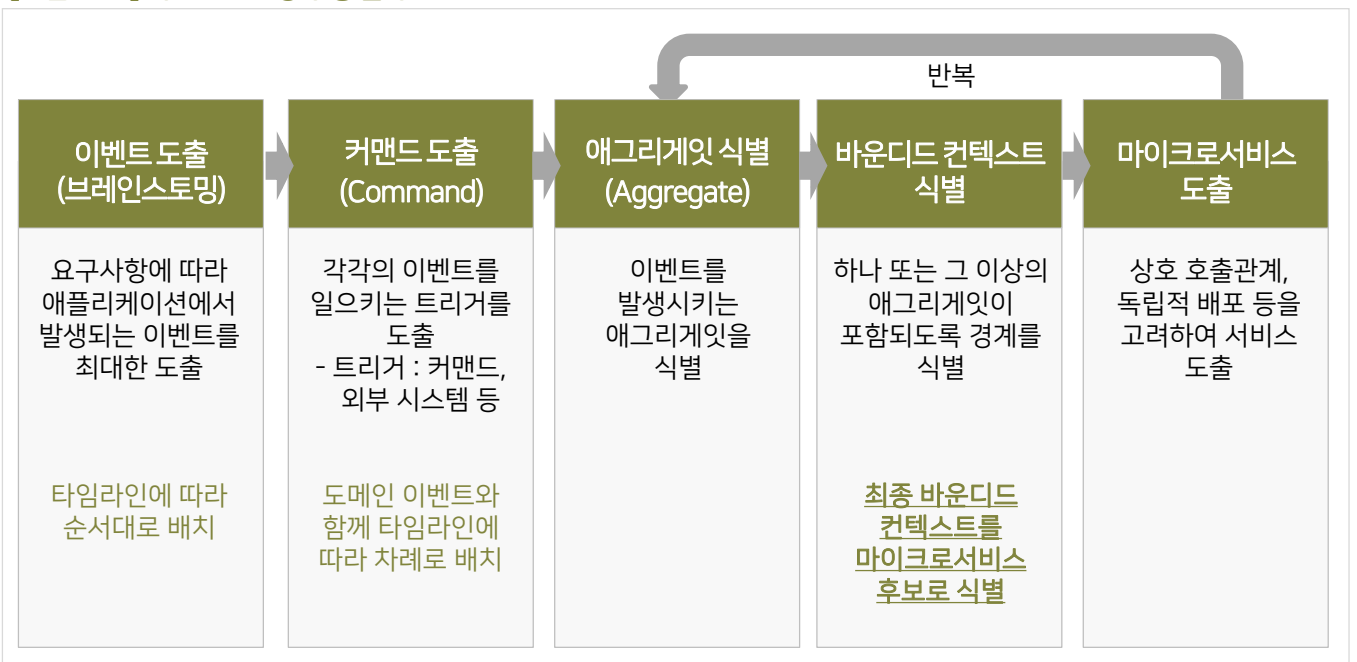 반복
이벤트 도출
(브레인스토밍)
커맨드 도출
(Command)
애그리게잇 식별
(Aggregate)
바운디드 컨텍스트
식별
마이크로서비스
도출
요구사항에 따라
애플리케이션에서
발생되는 이벤트를
최대한 도출
타임라인에 따라
순서대로 배치
각각의 이벤트를
일으키는 트리거를
도출
- 트리거 : 커맨드,
외부 시스템 등
도메인 이벤트와
함께 타임라인에
따라 차례로 배치
이벤트를
발생시키는
애그리게잇을
식별
하나 또는 그 이상의
애그리게잇이
포함되도록 경계를
식별
최종 바운디드
컨텍스트를
마이크로서비스
후보로 식별
상호 호출관계,
독립적 배포 등을
고려하여 서비스
도출